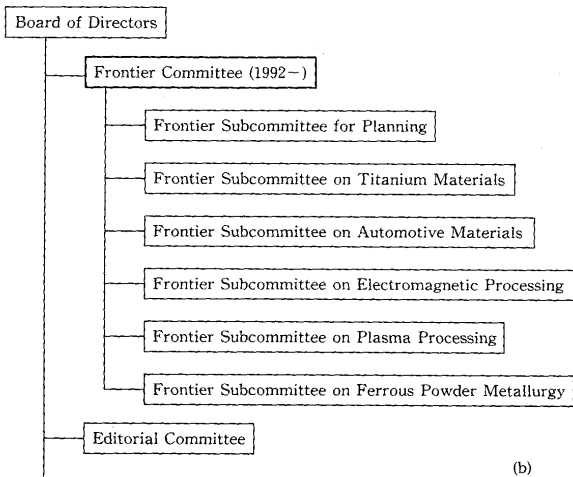 Board of Directors
Frontier Committee (1992−)
Frontier Subcommittee for Planning
Frontier Subcommittee on Titanium Materials
Frontier Subcommittee on Automotive Materials
Frontier Subcommittee on Electromagnetic Processing
Frontier Subcommittee on Plasma Processing
Frontier Subcommittee on Ferrous Powder Metallurgy
Editorial Committee
(b)